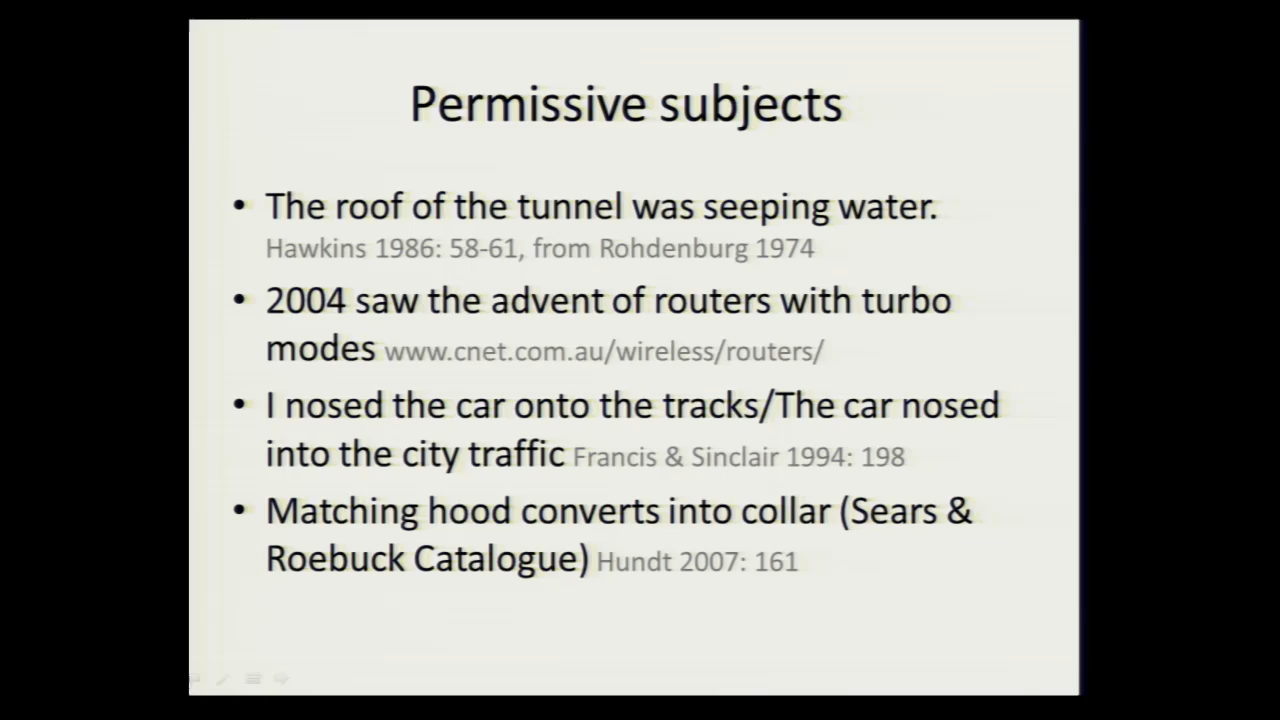 Permissive subjects
• The roof of the tunnel was seeping water.
Hawkins 1986: 58-61, from Rohdenburg 1974
• 2004 saw the advent of routers with turbo
modes www.cnet.com.au/wireless/routers/
• I nosed the car onto the tracks/The car nosed
into the city traffic Francis & Sinclair 1994: 198
• Matching hood converts into collar (Sears &
Roebuck Catalogue) Hundt 2007: 161